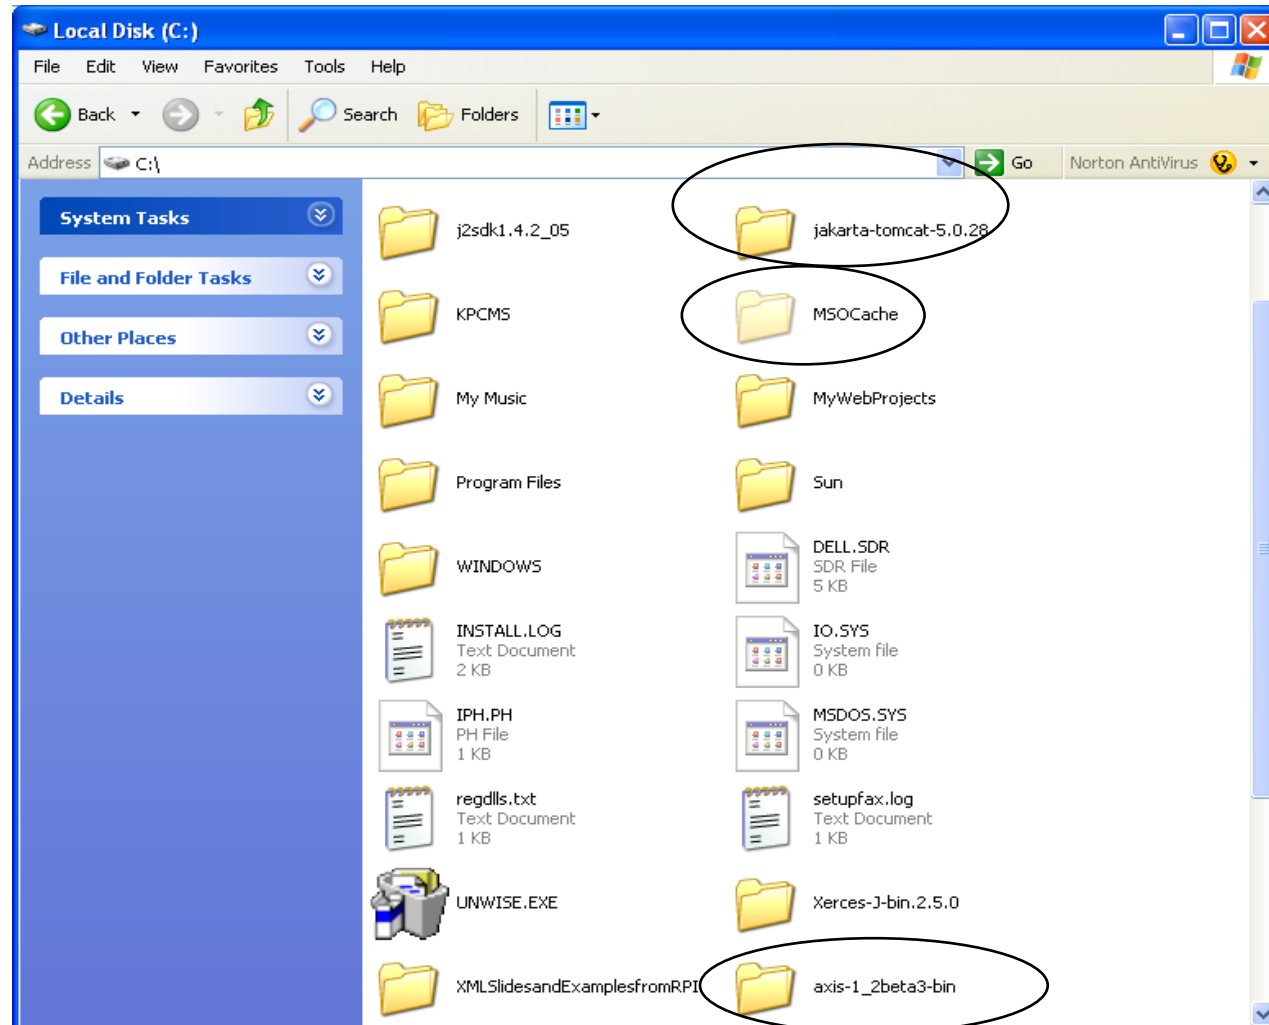 Local Disk (C:)
File Edit View Favorites Tools Help
Back Search Folders
Address C:\ Go Norton AntiVirus
System Tasks
File and Folder Tasks
Other Places
Details
j2sdk1.4.2_05
jakarta-tomcat-5.0.28
KPCMS
MSOCache
My Music
MyWebProjects
Program Files
Sun
WINDOWS
DELL.SDR
SDR File
5 KB
INSTALL.LOG
Text Document
2 KB
IO.SYS
System file
0 KB
IPH.PH
PH File
1 KB
MSDOS.SYS
System file
0 KB
regdlls.txt
Text Document
1 KB
setupfax.log
Text Document
1 KB
UNWISE.EXE
Xerces-J-bin.2.5.0
XMLSlidesandExamplesfromRPI
axis-1_2beta3-bin